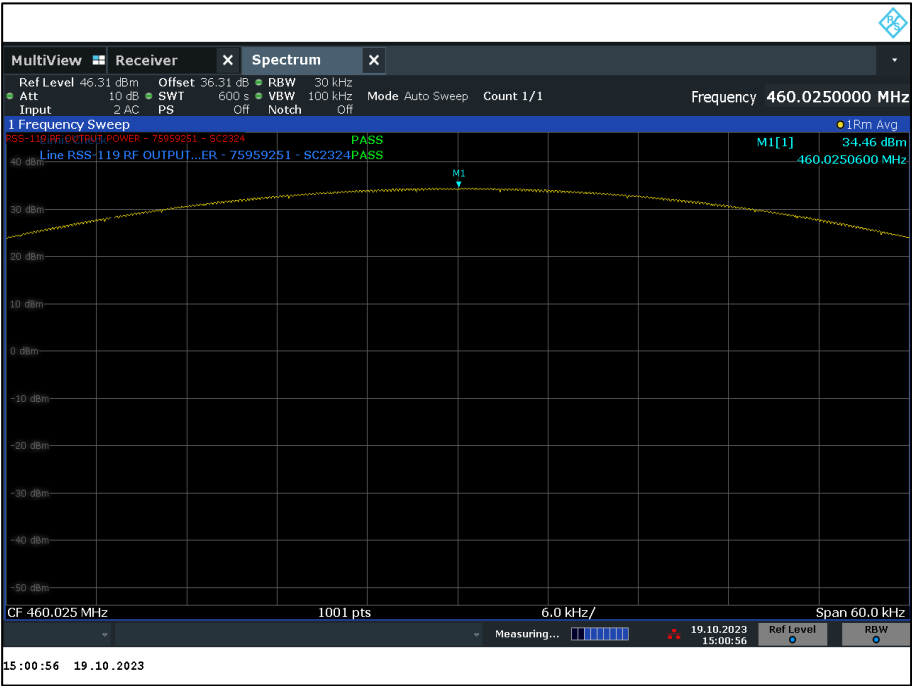 MultiView Receiver X Spectrum X
Ref Level 46.31 dBm Offset 36.31 dB RBW 30 kHz
Att 10 dB SWT 600 s VBW 100 kHz Mode Auto Sweep Count 1/1 Frequency 460.0250000 MHz
Input 2 AC PS Off Notch Off
1 Frequency Sweep 1Rm Avg
RSS-119 RF OUTPUT POWER - 75959251 - SC2324 PASS M1[1] 34.46 dBm
Line RSS-119 RF OUTPUT...ER - 75959251 - SC2324 PASS 460.0250600 MHz
40 dBm
M1
30 dBm
20 dBm
10 dBm
0 dBm
-10 dBm
-20 dBm
-30 dBm
-40 dBm
-50 dBm
CF 460.025 MHz 1001 pts 6.0 kHz/ Span 60.0 kHz
Measuring... 19.10.2023 15:00:56 Ref Level RBW
15:00:56 19.10.2023